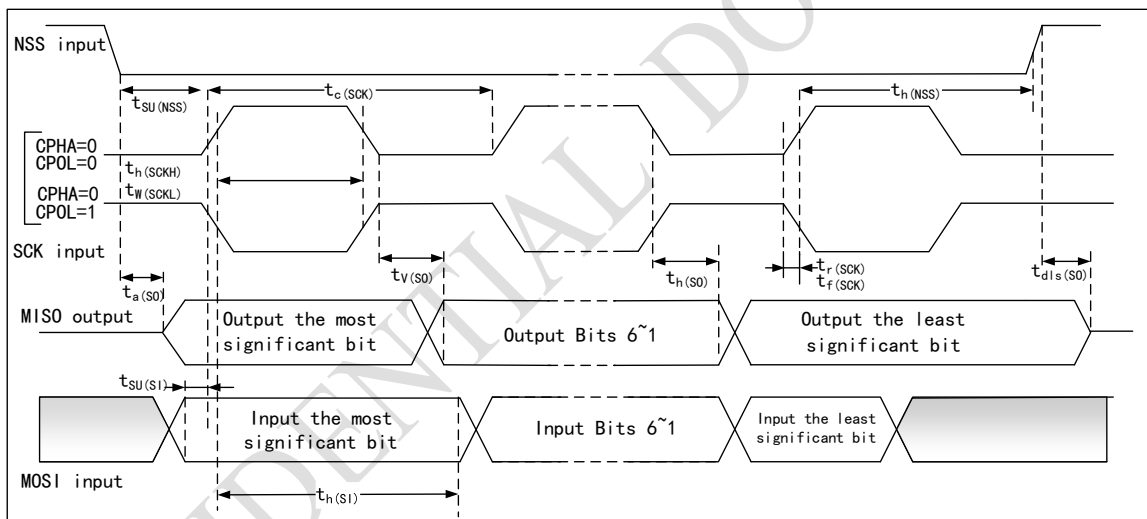 NSS input
tSU(NSS)
tc(SCK)
th(NSS)
CPHA=0
CPOL=0
th(SCKH)
tW(SCKL)
CPHA=0
CPOL=1
SCK input
ta(SO)
tV(SO)
th(SO)
tr(SCK)
tf(SCK)
tdls(SO)
MISO output
Output the most
significant bit
Output Bits 6~1
Output the least
significant bit
tSU(SI)
Input the most
significant bit
Input Bits 6~1
Input the least
significant bit
MOSI input
th(SI)